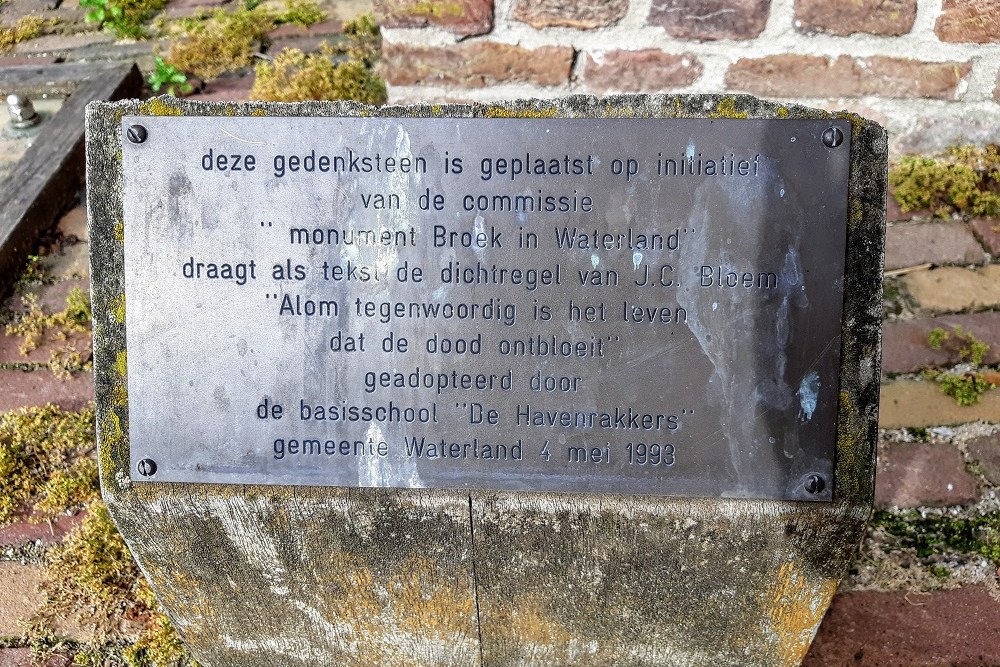 deze gedenksteen is geplaatst op initiatief
van de commissie
" monument Broek in Waterland"
draagt als tekst de dichtregel van J.C. Bloem
"Alom tegenwoordig is het leven
dat de dood ontbloeit"
geadopteerd door
de basisschool "De Havenrakkers"
gemeente Waterland 4 mei 1993